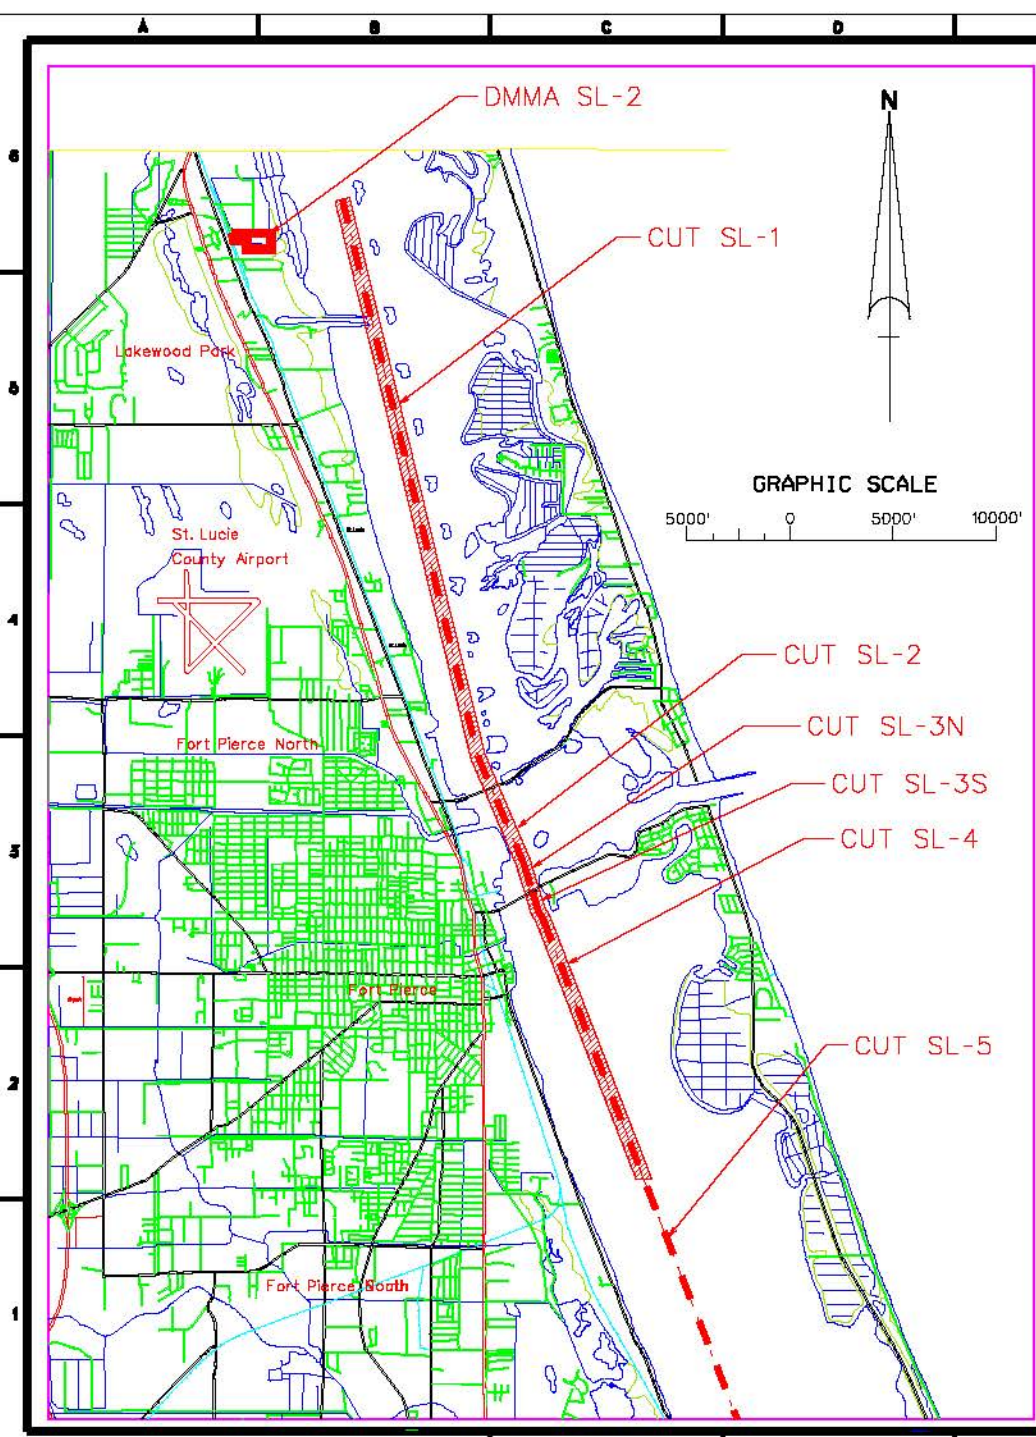 A B C D
6
DMMA SL-2
N
CUT SL-1
Lakewood Park
5
GRAPHIC SCALE
5000' 0 5000' 10000'
St. Lucie
County Airport
4
CUT SL-2
CUT SL-3N
Fort Pierce North
CUT SL-3S
3
CUT SL-4
Fort Pierce
CUT SL-5
2
Fort Pierce South
1